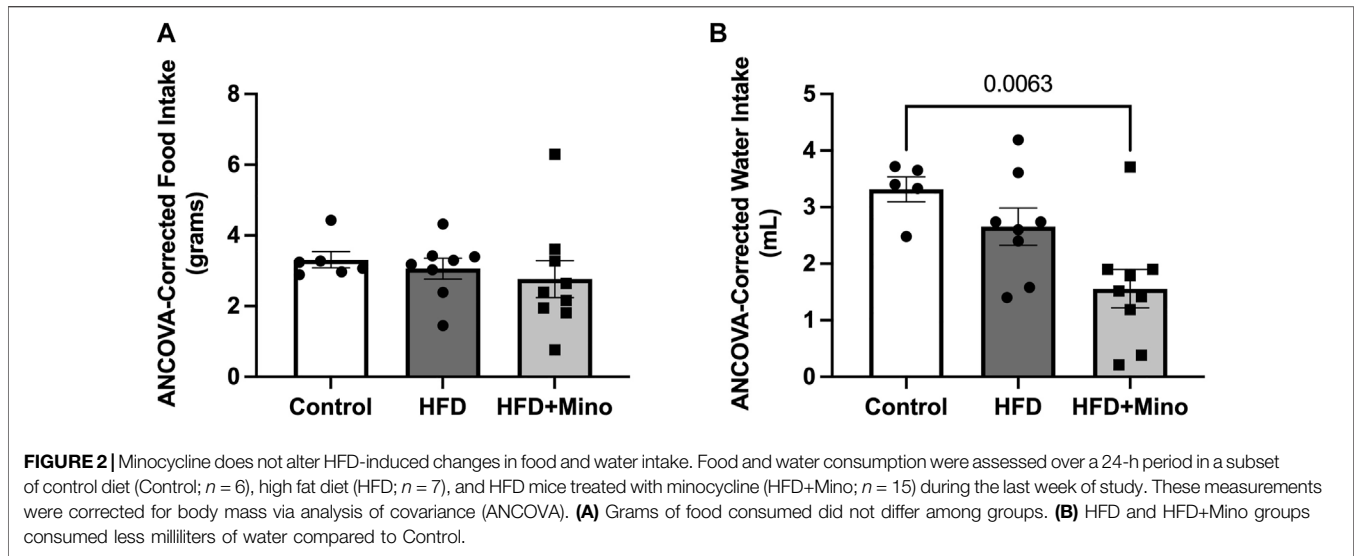 A
ANCOVA-Corrected Food Intake
(grams)
8
6
4
2
0
Control HFD HFD+Mino
B
ANCOVA-Corrected Water Intake
(mL)
5
4
3
2
1
0
0.0063
Control HFD HFD+Mino
FIGURE 2 | Minocycline does not alter HFD-induced changes in food and water intake. Food and water consumption were assessed over a 24-h period in a subset
of control diet (Control; n = 6), high fat diet (HFD; n = 7), and HFD mice treated with minocycline (HFD+Mino; n = 15) during the last week of study. These measurements
were corrected for body mass via analysis of covariance (ANCOVA). (A) Grams of food consumed did not differ among groups. (B) HFD and HFD+Mino groups
consumed less milliliters of water compared to Control.